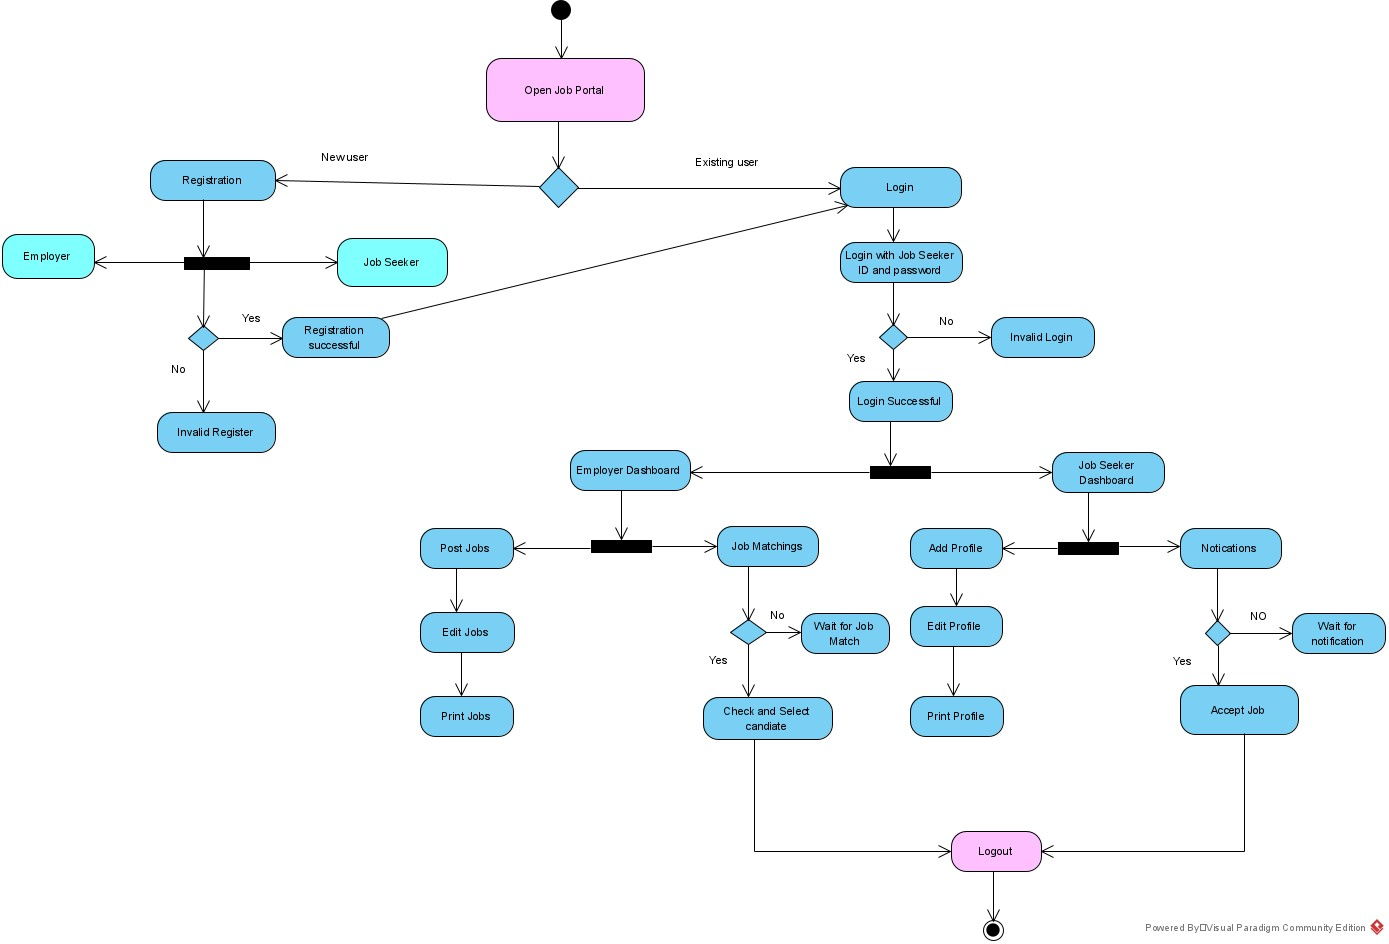 Open Job Portal
New user
Existing user
Registration
Login
Employer
Job Seeker
Login with Job Seeker
ID and password
Yes
Registration
successful
No
Invalid Login
No
Yes
Invalid Register
Login Successful
Employer Dashboard
Job Seeker
Dashboard
Post Jobs
Job Matchings
Add Profile
Notications
Edit Jobs
No
Wait for Job
Match
Edit Profile
NO
Wait for
notification
Yes
Yes
Print Jobs
Check and Select
candiate
Print Profile
Accept Job
Logout
Powered By Visual Paradigm Community Edition